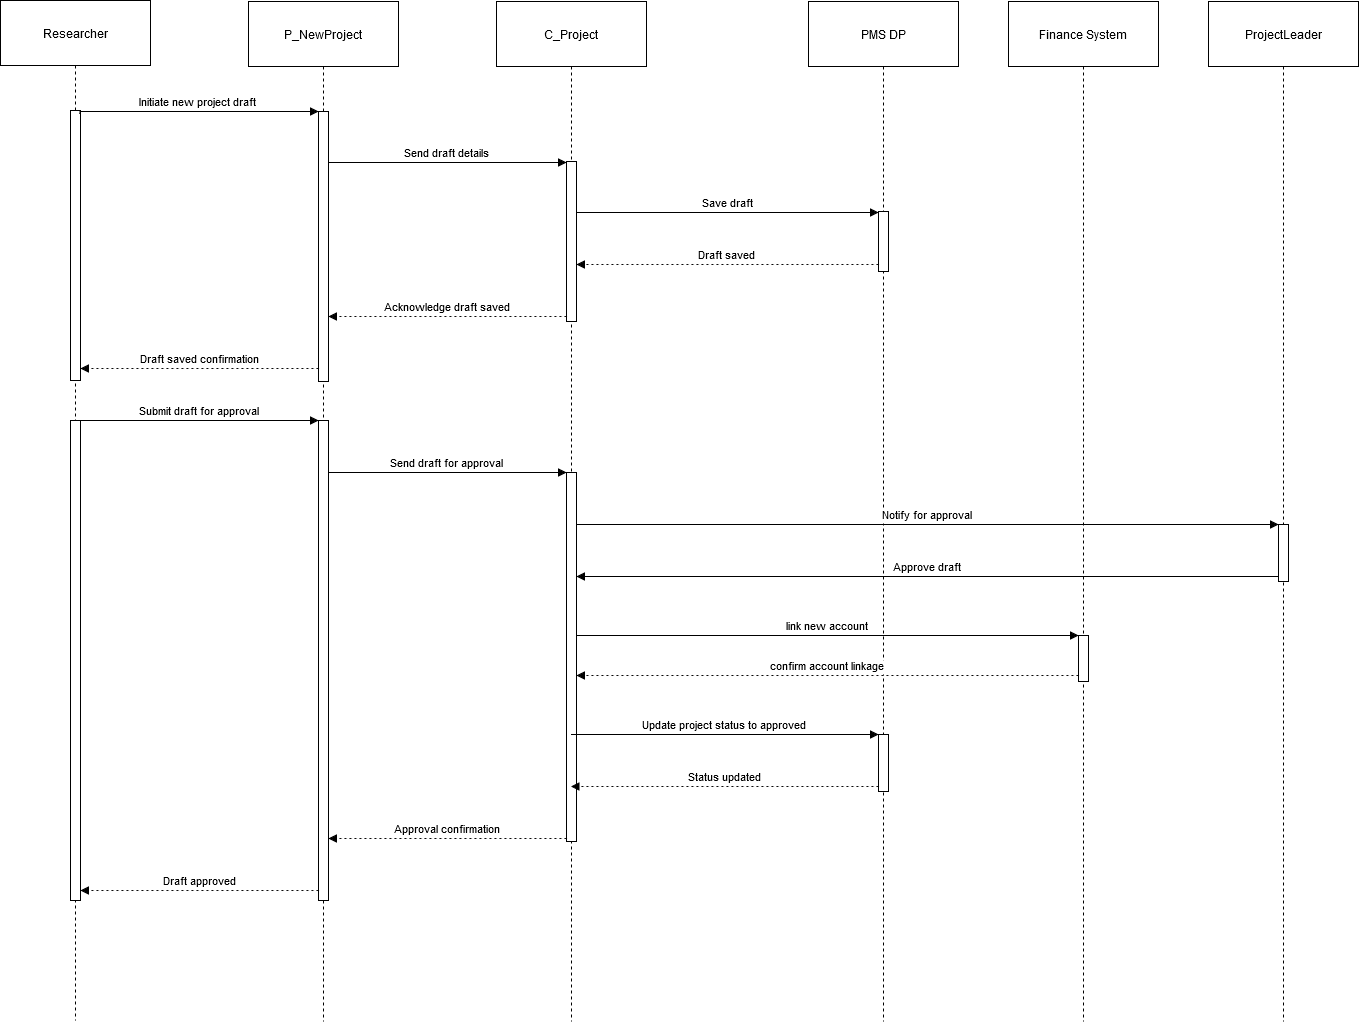 Researcher
P_NewProject
C_Project
PMS DP
Finance System
ProjectLeader
Initiate new project draft
Send draft details
Save draft
Draft saved
Acknowledge draft saved
Draft saved confirmation
Submit draft for approval
Send draft for approval
Notify for approval
Approve draft
link new account
confirm account linkage
Update project status to approved
Status updated
Approval confirmation
Draft approved